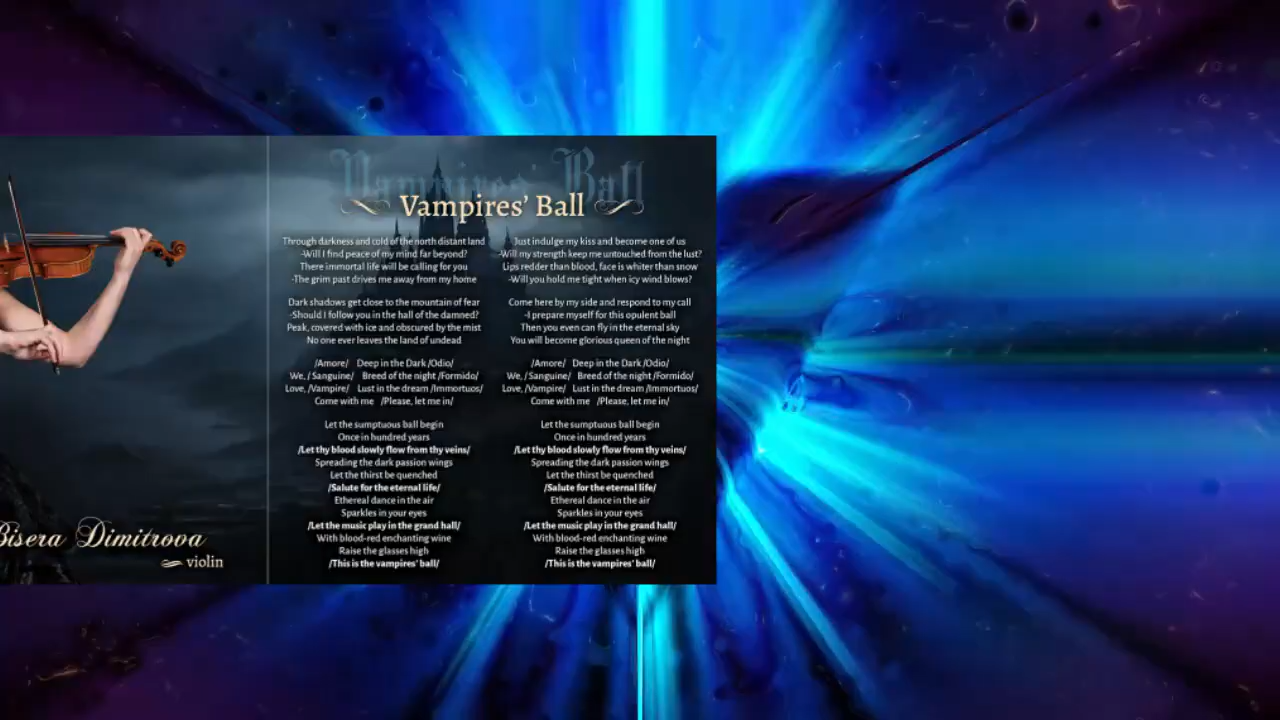 Vampires' Ball
Vampires' Ball
Through darkness and cold of the north distant land
-Will I find peace of my mind far beyond?
There immortal life will be calling for you
-The grim past drives me away from my home
Dark shadows get close to the mountain of fear
-Should I follow you in the hall of the damned?
Peak, covered with ice and obscured by the mist
No one ever leaves the land of undead
/Amore/ Deep in the Dark /Odio/
We, / Sanguine/ Breed of the night /Formido/
Love, /Vampire/ Lust in the dream /Immortuos/
Come with me /Please, let me in/
Let the sumptuous ball begin
Once in hundred years
/Let thy blood slowly flow from thy veins/
Spreading the dark passion wings
Let the thirst be quenched
/Salute for the eternal life/
Ethereal dance in the air
Sparkles in your eyes
/Let the music play in the grand hall/
With blood-red enchanting wine
Raise the glasses high
/This is the vampires' ball/
Just indulge my kiss and become one of us
-Will my strength keep me untouched from the lust?
Lips redder than blood, face is whiter than snow
-Will you hold me tight when icy wind blows?
Come here by my side and respond to my call
-I prepare myself for this opulent ball
Then you even can fly in the eternal sky
You will become glorious queen of the night
/Amore/ Deep in the Dark /Odio/
We, / Sanguine/ Breed of the night /Formido/
Love, /Vampire/ Lust in the dream /Immortuos/
Come with me /Please, let me in/
Let the sumptuous ball begin
Once in hundred years
/Let thy blood slowly flow from thy veins/
Spreading the dark passion wings
Let the thirst be quenched
/Salute for the eternal life/
Ethereal dance in the air
Sparkles in your eyes
/Let the music play in the grand hall/
With blood-red enchanting wine
Raise the glasses high
/This is the vampires' ball/
Bisera Dimitrova
violin